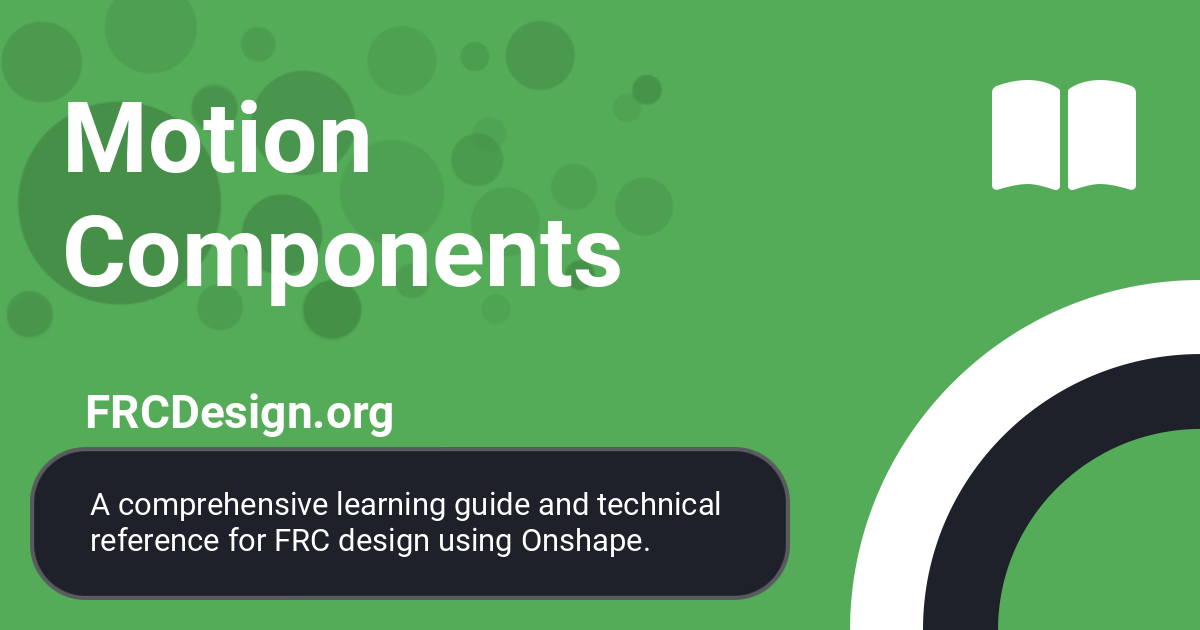 Motion
Components
FRCDesign.org
A comprehensive learning guide and technical
reference for FRC design using Onshape.